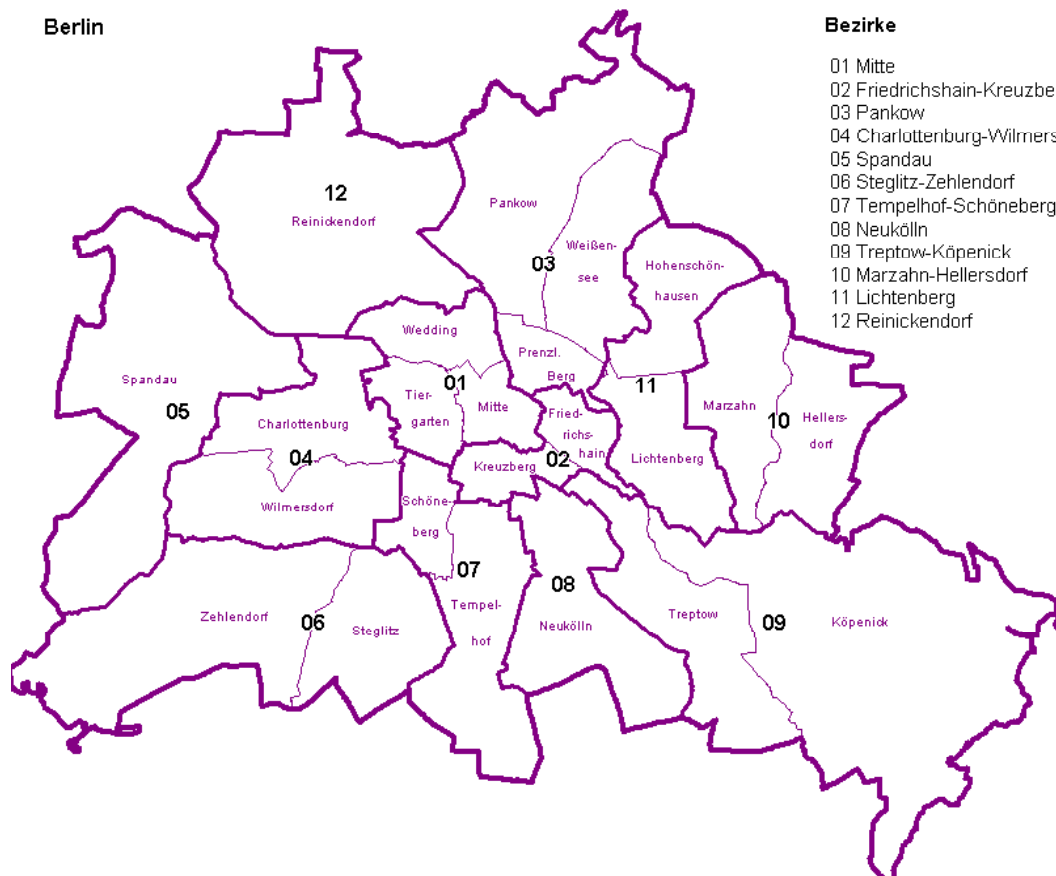 Berlin
Bezirke
01 Mitte
02 Friedrichshain-Kreuzbe
03 Pankow
04 Charlottenburg-Wilmers
05 Spandau
06 Steglitz-Zehlendorf
07 Tempelhof-Schöneberg
08 Neukölln
09 Treptow-Köpenick
10 Marzahn-Hellersdorf
11 Lichtenberg
12 Reinickendorf
12
Reinickendorf
Pankow
03
Weißen-
see
Hohenschön-
hausen
Wedding
Prenzl.
Berg
01
Tier-
garten
Mitte
11
Spandau
05
Charlottenburg
04
Wilmersdorf
Fried-
richs-
hain
02
Kreuzberg
Lichtenberg
Marzahn
10
Hellers-
dorf
Schöne-
berg
07
Tempel-
hof
08
Neukölln
Zehlendorf
06
Steglitz
Treptow
09
Köpenick